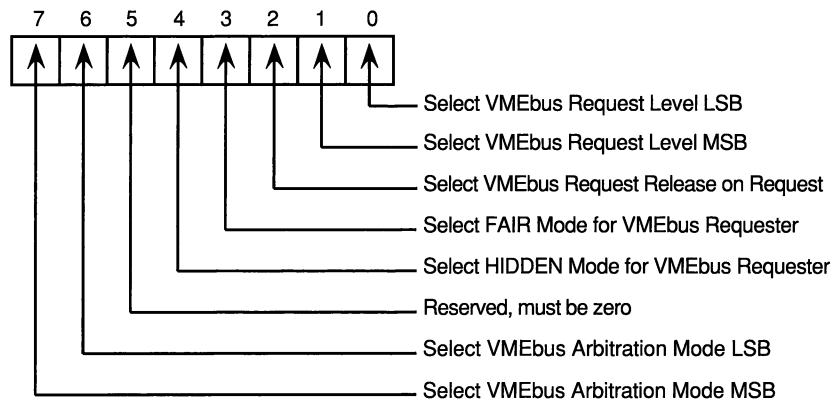 7 6 5 4 3 2 1 0
Select VMEbus Request Level LSB
Select VMEbus Request Level MSB
Select VMEbus Request Release on Request
Select FAIR Mode for VMEbus Requester
Select HIDDEN Mode for VMEbus Requester
Reserved, must be zero
Select VMEbus Arbitration Mode LSB
Select VMEbus Arbitration Mode MSB